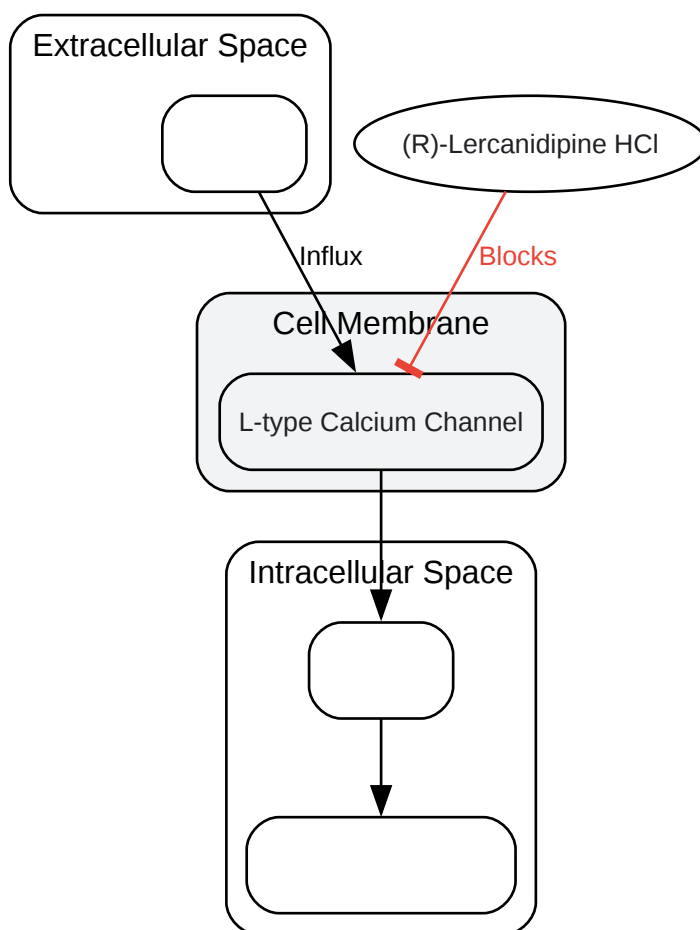 Extracellular Space
(R)-Lercanidipine HCl
Influx
Blocks
Cell Membrane
L-type Calcium Channel
Intracellular Space